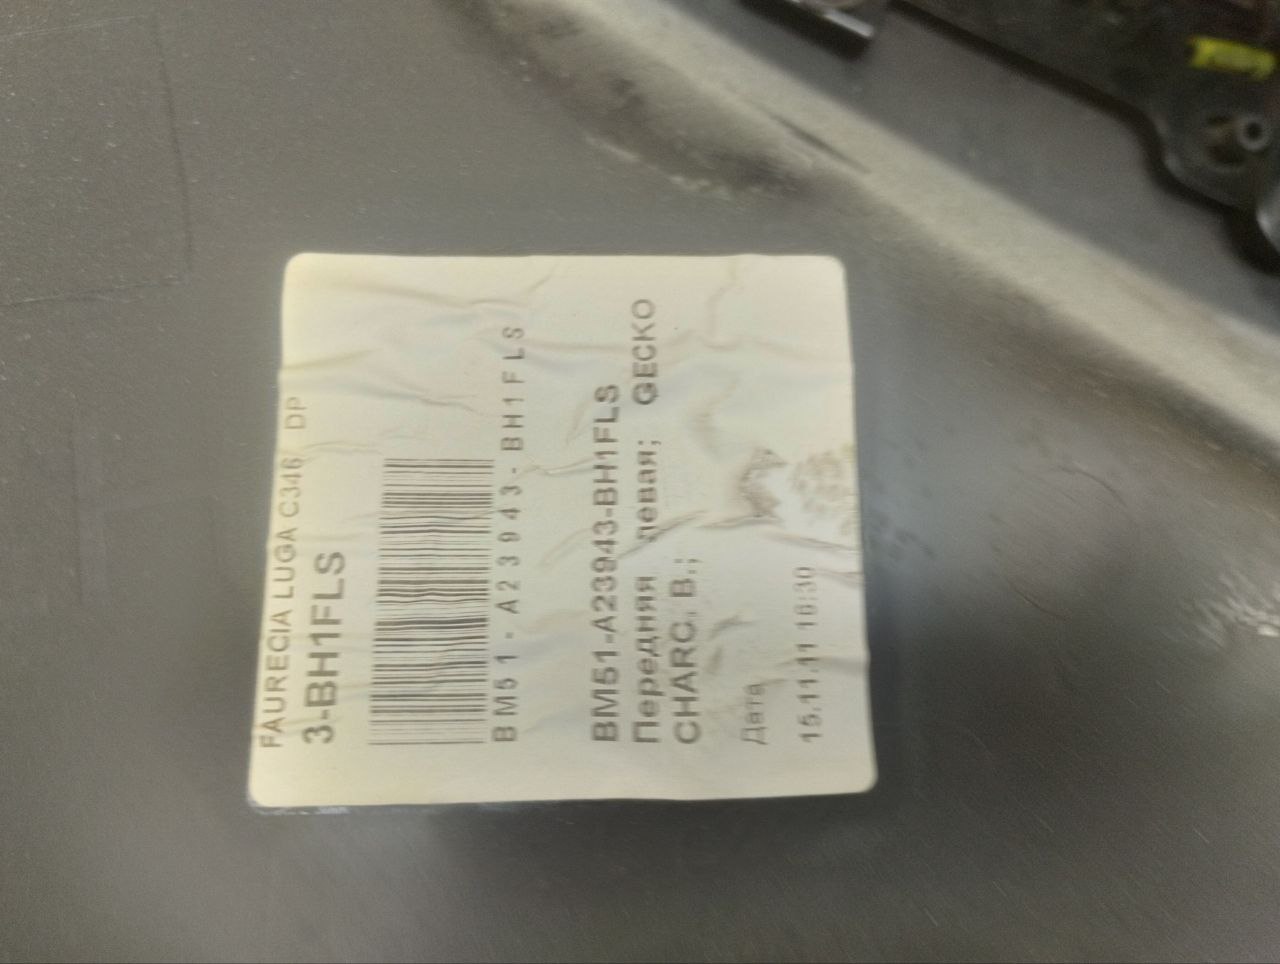 FAURECIA LUGA C346 DP
3-BH1FLS
BM51-A23943-BH1FLS
BM51-A23943-BH1FLS
Передняя левая; GECKO
CHARC. B.;
Дата
15.11.11 16:30